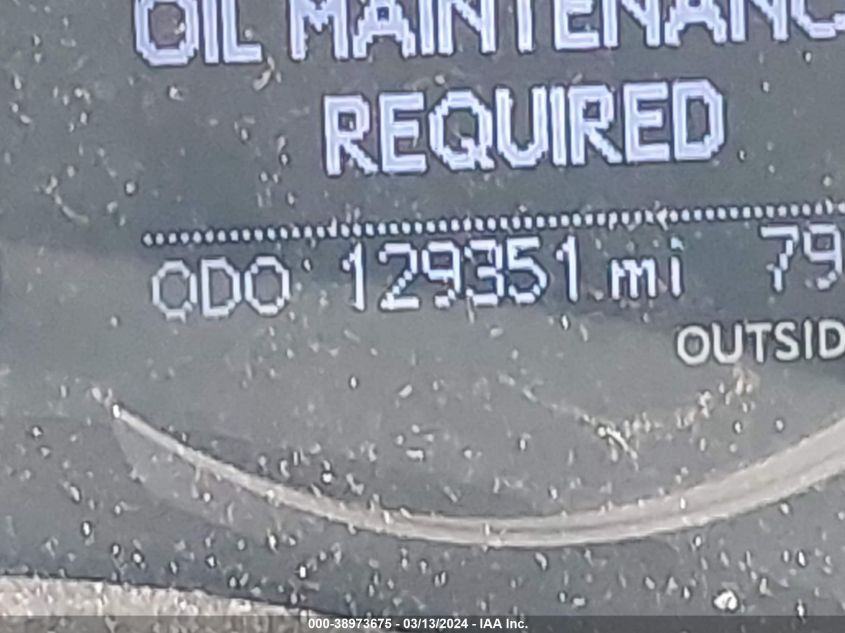 OIL MAINTENANC
REQUIRED
ODO 129351 mi 79
OUTSID
000-38973675 - 03/13/2024 - IAA Inc.